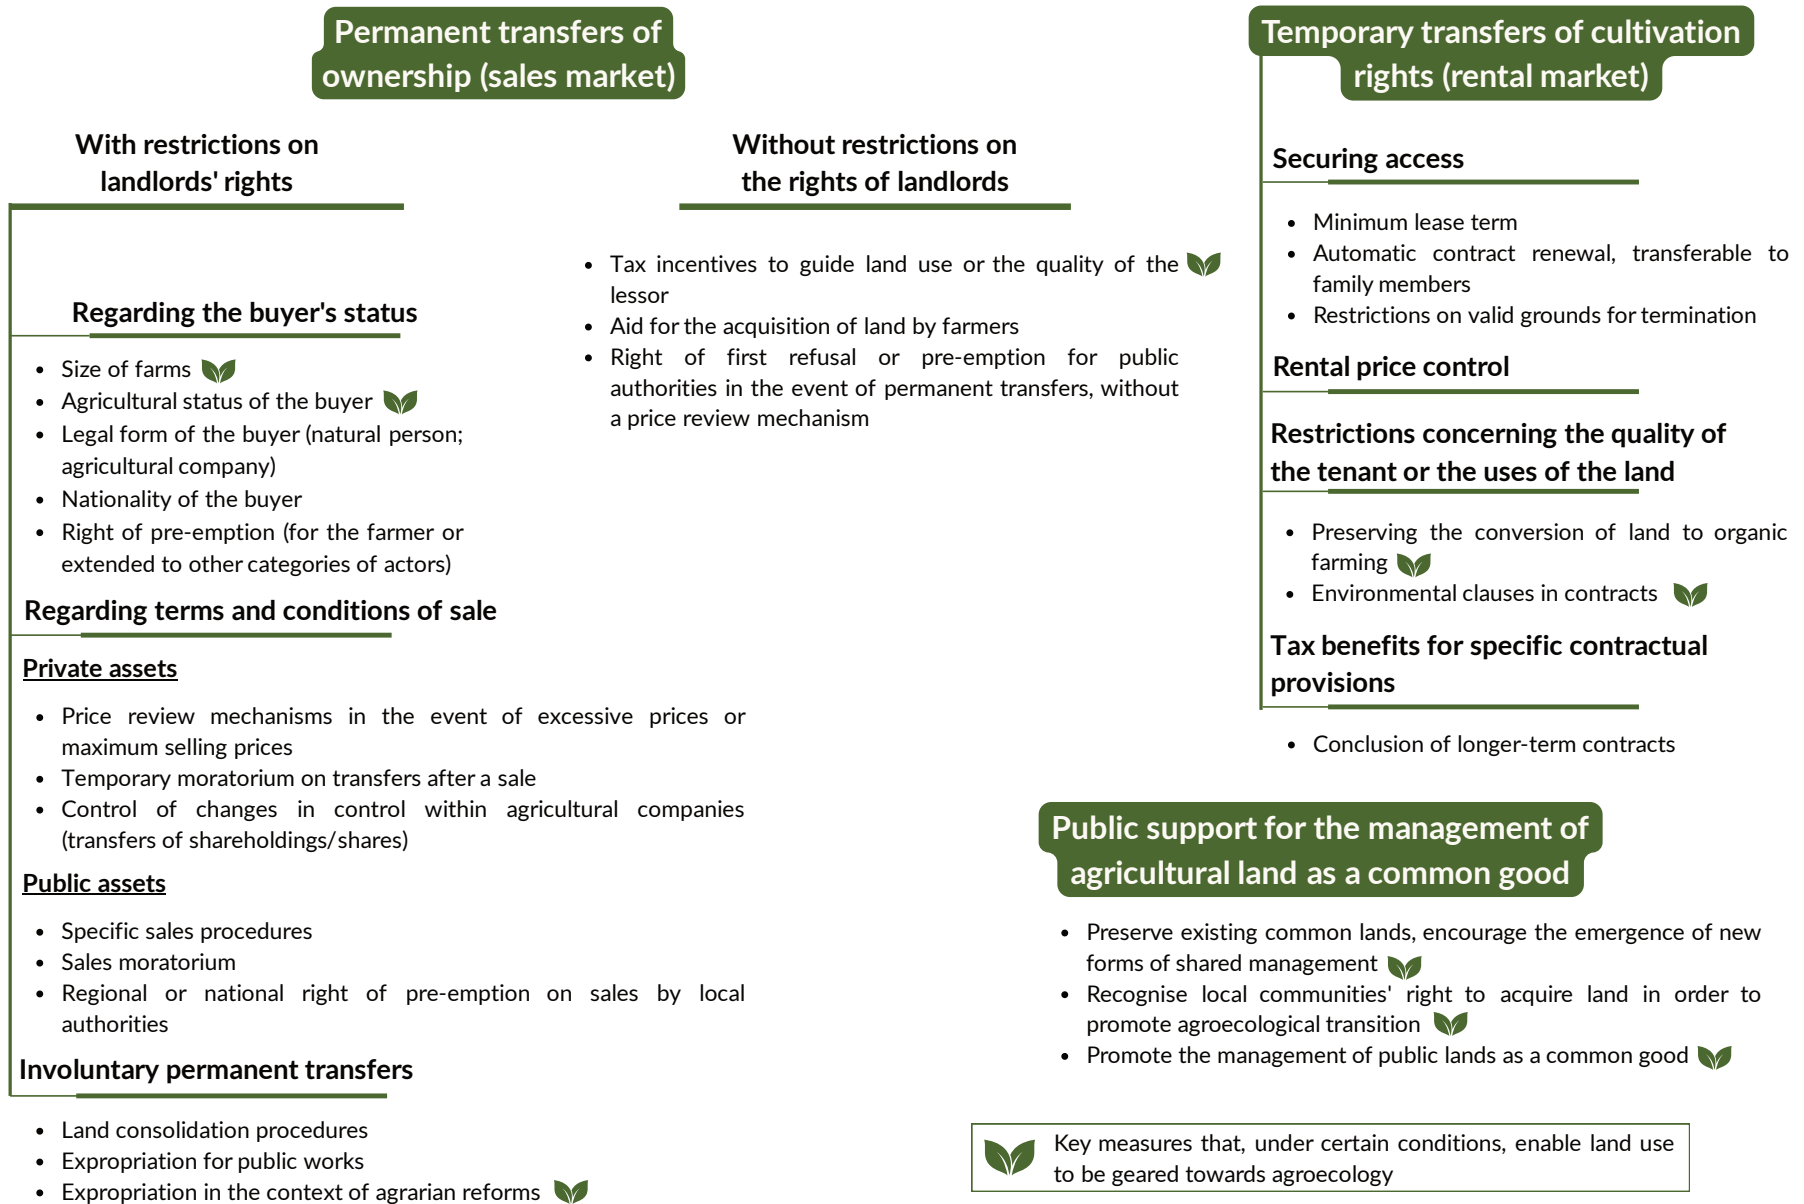 Permanent transfers of
ownership (sales market)
With restrictions on
landlords' rights
Regarding the buyer's status
• Size of farms
• Agricultural status of the buyer
• Legal form of the buyer (natural person;
agricultural company)
• Nationality of the buyer
• Right of pre-emption (for the farmer or
extended to other categories of actors)
Regarding terms and conditions of sale
Private assets
• Price review mechanisms in the event of excessive prices or
maximum selling prices
• Temporary moratorium on transfers after a sale
• Control of changes in control within agricultural companies
(transfers of shareholdings/shares)
Public assets
• Specific sales procedures
• Sales moratorium
• Regional or national right of pre-emption on sales by local
authorities
Involuntary permanent transfers
• Land consolidation procedures
• Expropriation for public works
• Expropriation in the context of agrarian reforms
Without restrictions on
the rights of landlords
• Tax incentives to guide land use or the quality of the
lessor
• Aid for the acquisition of land by farmers
• Right of first refusal or pre-emption for public
authorities in the event of permanent transfers, without
a price review mechanism
Temporary transfers of cultivation
rights (rental market)
Securing access
• Minimum lease term
• Automatic contract renewal, transferable to
family members
• Restrictions on valid grounds for termination
Rental price control
Restrictions concerning the quality of
the tenant or the uses of the land
• Preserving the conversion of land to organic
farming
• Environmental clauses in contracts
Tax benefits for specific contractual
provisions
• Conclusion of longer-term contracts
Public support for the management of
agricultural land as a common good
• Preserve existing common lands, encourage the emergence of new
forms of shared management
• Recognise local communities' right to acquire land in order to
promote agroecological transition
• Promote the management of public lands as a common good
Key measures that, under certain conditions, enable land use
to be geared towards agroecology